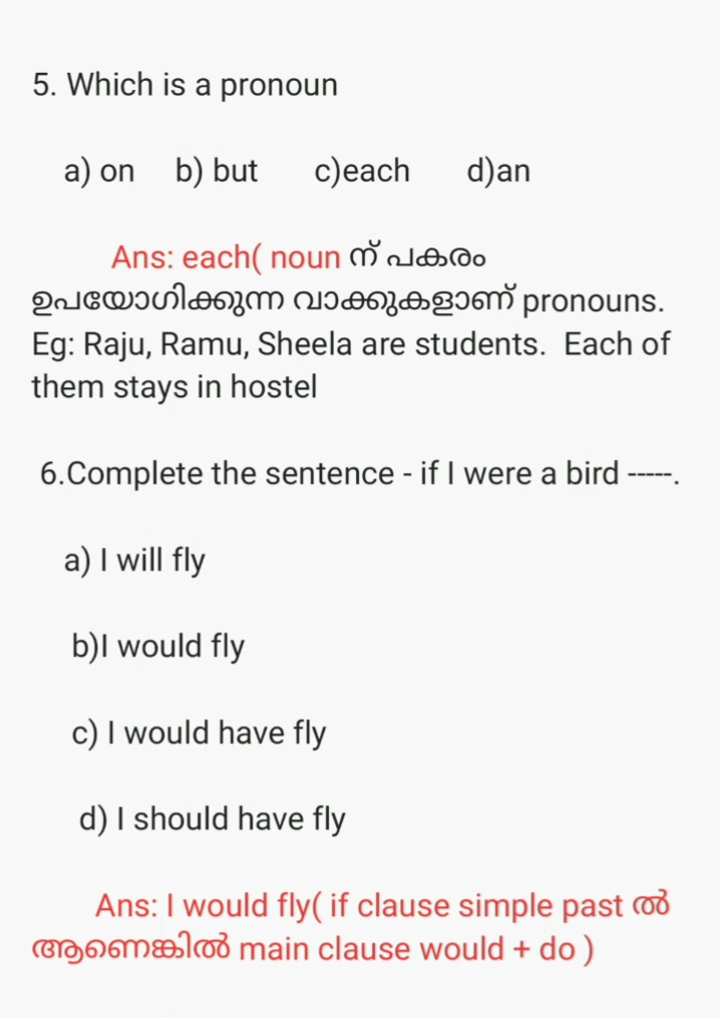 5. Which is a pronoun
a) on b) but c)each d)an
Ans: each( noun ന് പകരം
ഉപയോഗിക്കുന്ന വാക്കുകളാണ് pronouns.
Eg: Raju, Ramu, Sheela are students. Each of
them stays in hostel
6.Complete the sentence - if I were a bird -----.
a) I will fly
b)I would fly
c) I would have fly
d) I should have fly
Ans: I would fly( if clause simple past ൽ
ആണെങ്കിൽ main clause would + do )